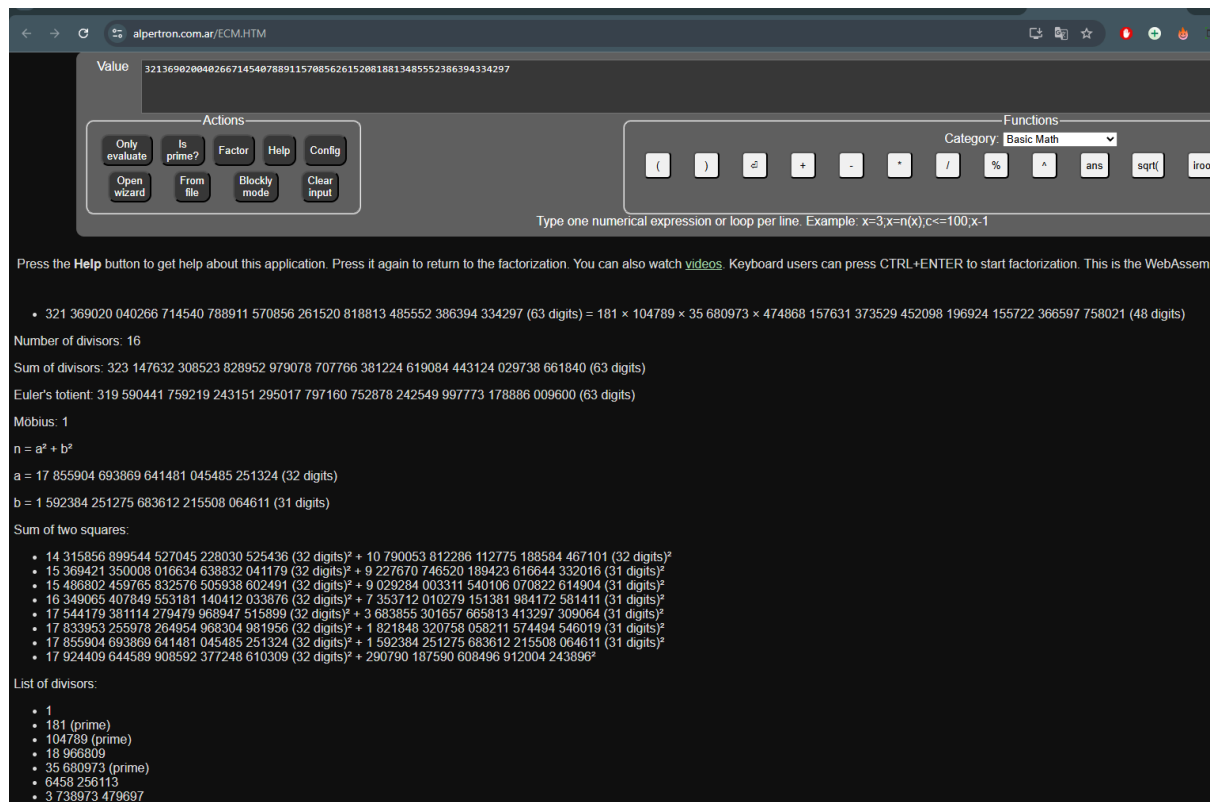 alpertron.com.ar/ECM.HTM
Value
321369020040266714540788911570856261520818813485552386394334297
Actions
Only evaluate
Is prime?
Factor
Help
Config
Open wizard
From file
Blockly mode
Clear input
Functions
Category: Basic Math
( ) ⏎ + - * / % ^ ans sqrt( iroo
Type one numerical expression or loop per line. Example: x=3;x=n(x);c<=100;x-1
Press the Help button to get help about this application. Press it again to return to the factorization. You can also watch videos. Keyboard users can press CTRL+ENTER to start factorization. This is the WebAssem
• 321 369020 040266 714540 788911 570856 261520 818813 485552 386394 334297 (63 digits) = 181 × 104789 × 35 680973 × 474868 157631 373529 452098 196924 155722 366597 758021 (48 digits)
Number of divisors: 16
Sum of divisors: 323 147632 308523 828952 979078 707766 381224 619084 443124 029738 661840 (63 digits)
Euler's totient: 319 590441 759219 243151 295017 797160 752878 242549 997773 178886 009600 (63 digits)
Möbius: 1
n = a² + b²
a = 17 855904 693869 641481 045485 251324 (32 digits)
b = 1 592384 251275 683612 215508 064611 (31 digits)
Sum of two squares:
• 14 315856 899544 527045 228030 525436 (32 digits)² + 10 790053 812286 112775 188584 467101 (32 digits)²
• 15 369421 350008 016634 638832 041179 (32 digits)² + 9 227670 746520 189423 616644 332016 (31 digits)²
• 15 486802 459765 832576 505938 602491 (32 digits)² + 9 029284 003311 540106 070822 614904 (31 digits)²
• 16 349065 407849 553181 140412 033876 (32 digits)² + 7 353712 010279 151381 984172 581411 (31 digits)²
• 17 544179 381114 279479 968947 515899 (32 digits)² + 3 683855 301657 665813 413297 309064 (31 digits)²
• 17 833953 255978 264954 968304 981956 (32 digits)² + 1 821848 320758 058211 574494 546019 (31 digits)²
• 17 855904 693869 641481 045485 251324 (32 digits)² + 1 592384 251275 683612 215508 064611 (31 digits)²
• 17 924409 644589 908592 377248 610309 (32 digits)² + 290790 187590 608496 912004 243896²
List of divisors:
• 1
• 181 (prime)
• 104789 (prime)
• 18 966809
• 35 680973 (prime)
• 6458 256113
• 3 738973 479697